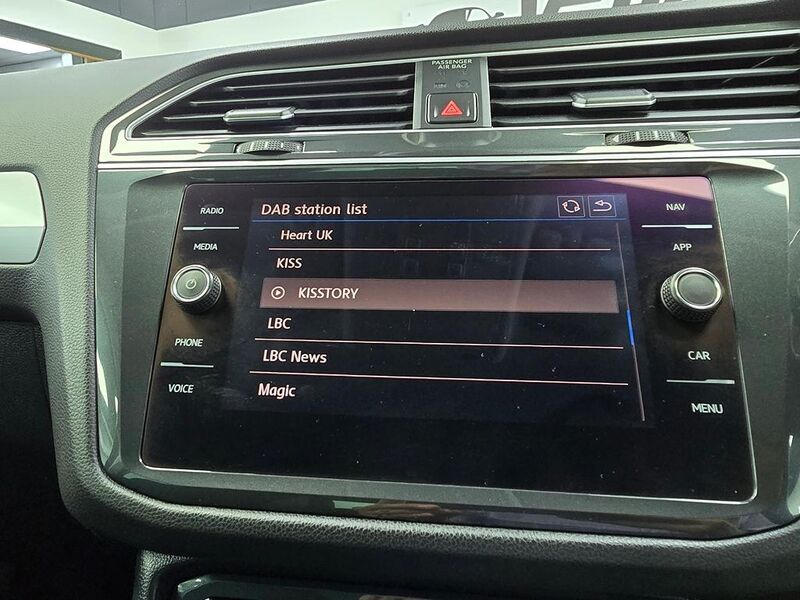 PASSENGER
AIR BAG
RADIO
MEDIA
PHONE
VOICE
DAB station list
Heart UK
KISS
KISSTORY
LBC
LBC News
Magic
NAV
APP
CAR
MENU